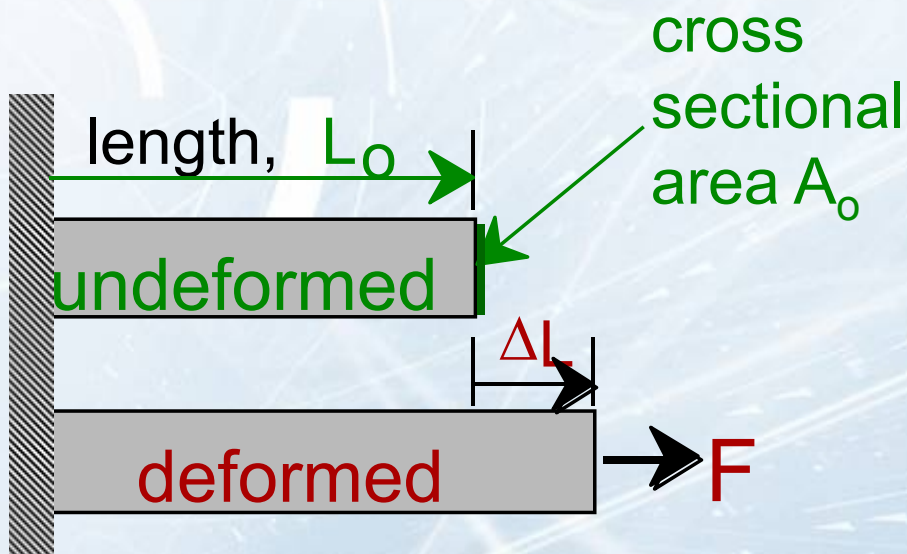 cross
sectional
area Aₒ
length, Lₒ
undeformed
ΔL
deformed
F